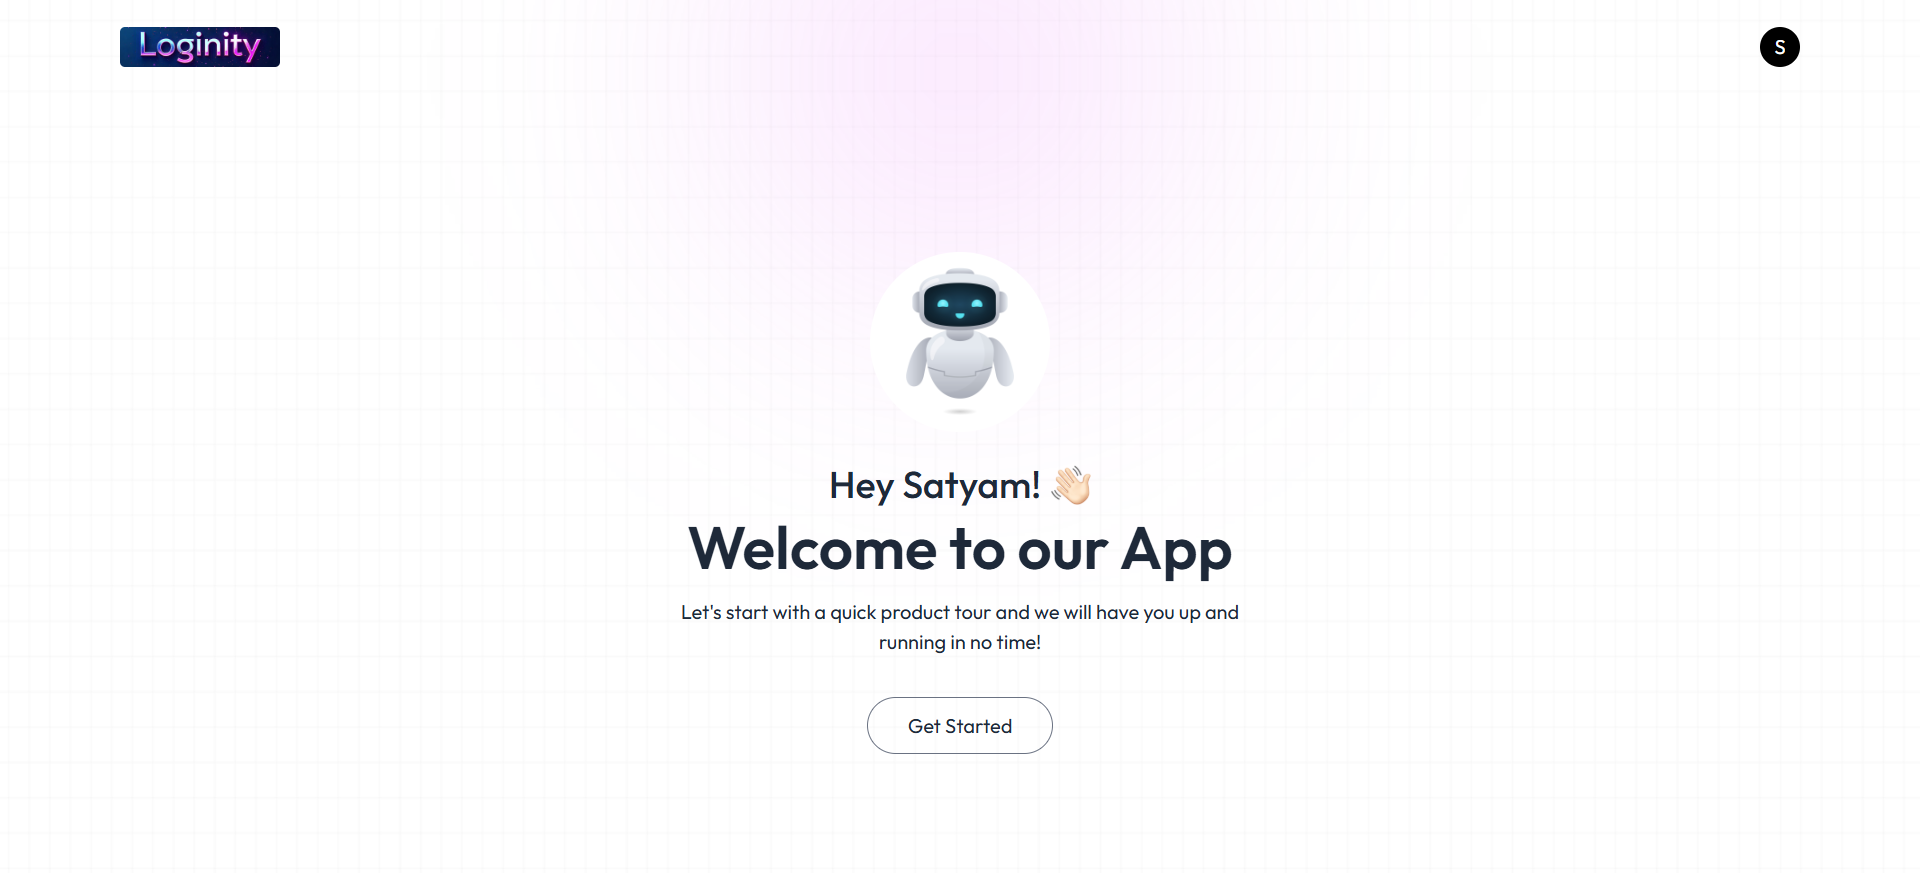 Loginity
S
Hey Satyam! 👋🏻
Welcome to our App
Let's start with a quick product tour and we will have you up and
running in no time!
Get Started